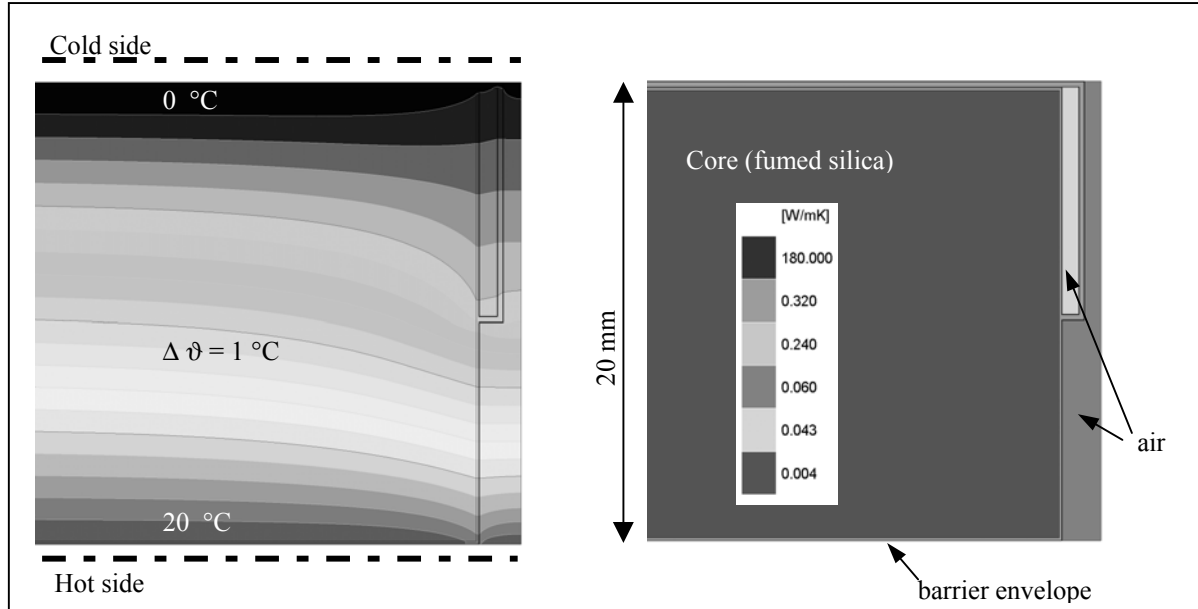 Cold side
0 °C
Δ ϑ = 1 °C
20 °C
Hot side
20 mm
Core (fumed silica)
[W/mK]
180.000
0.320
0.240
0.060
0.043
0.004
air
barrier envelope